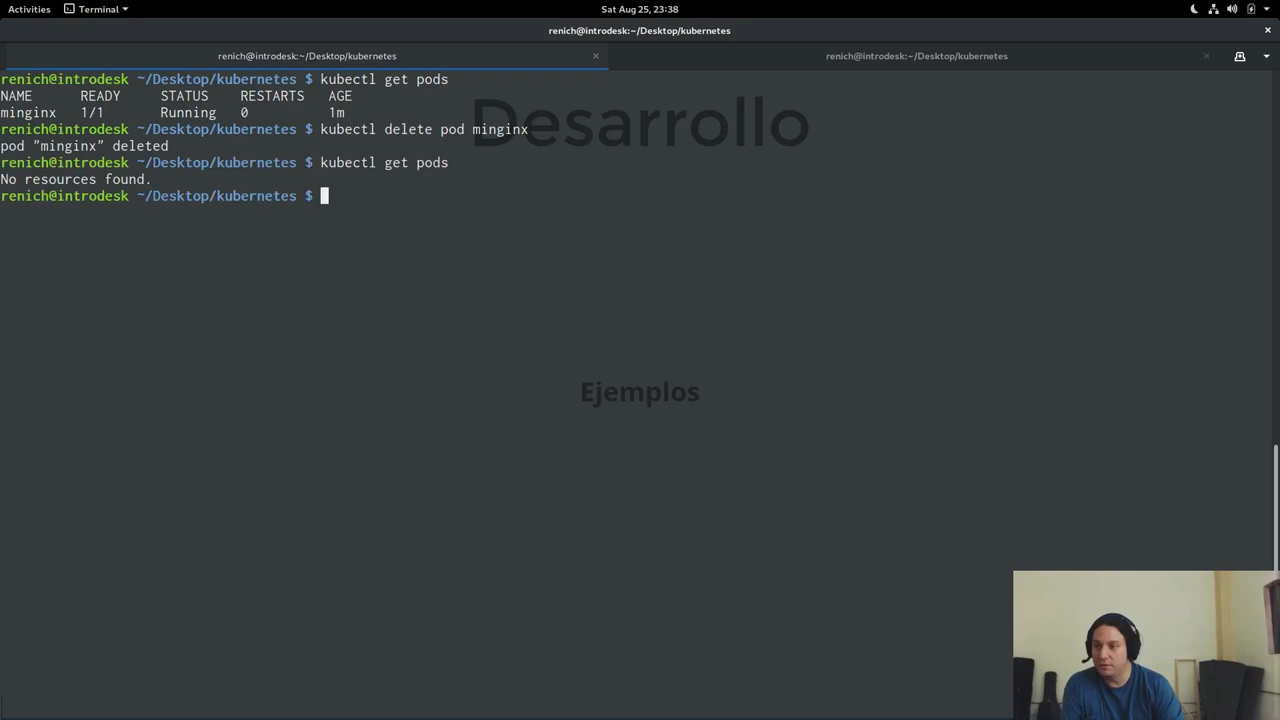 Activities Terminal Sat Aug 25, 23:38
renich@introdesk:~/Desktop/kubernetes
renich@introdesk:~/Desktop/kubernetes renich@introdesk:~/Desktop/kubernetes
renich@introdesk ~/Desktop/kubernetes $ kubectl get pods
NAME READY STATUS RESTARTS AGE
minginx 1/1 Running 0 1m
renich@introdesk ~/Desktop/kubernetes $ kubectl delete pod minginx
pod "minginx" deleted
renich@introdesk ~/Desktop/kubernetes $ kubectl get pods
No resources found.
renich@introdesk ~/Desktop/kubernetes $
Desarrollo
Ejemplos